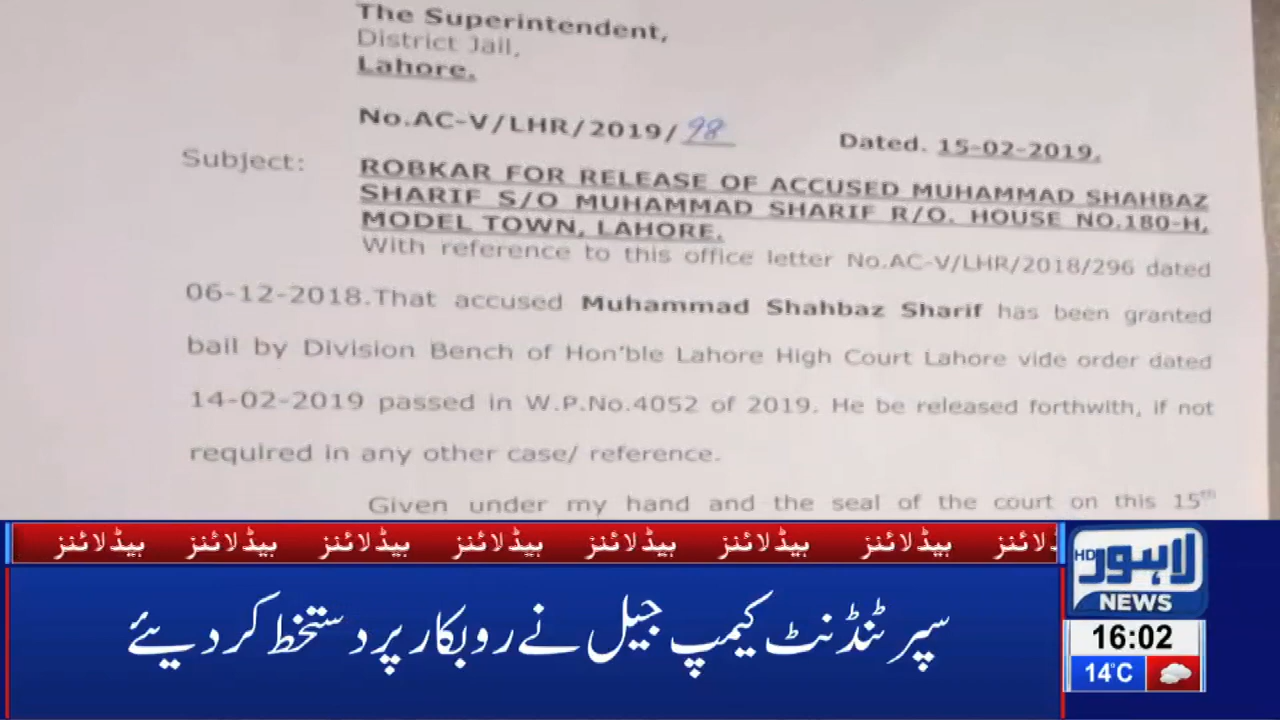 The Superintendent,
District Jail,
Lahore.
No.AC-V/LHR/2019/98 Dated. 15-02-2019.
Subject: ROBKAR FOR RELEASE OF ACCUSED MUHAMMAD SHAHBAZ
SHARIF S/O MUHAMMAD SHARIF R/O. HOUSE NO.180-H,
MODEL TOWN, LAHORE.
With reference to this office letter No.AC-V/LHR/2018/296 dated
06-12-2018.That accused Muhammad Shahbaz Sharif has been granted
bail by Division Bench of Hon'ble Lahore High Court Lahore vide order dated
14-02-2019 passed in W.P.No.4052 of 2019. He be released forthwith, if not
required in any other case/ reference.
Given under my hand and the seal of the court on this 15th
ہیڈلائنز ہیڈلائنز ہیڈلائنز ہیڈلائنز ہیڈلائنز ہیڈلائنز ہیڈلائنز ڈلائنز
سپرنٹنڈنٹ کیمپ جیل نے روبکار پر دستخط کر دیئے
لاہور HD
NEWS
16:02
14°C